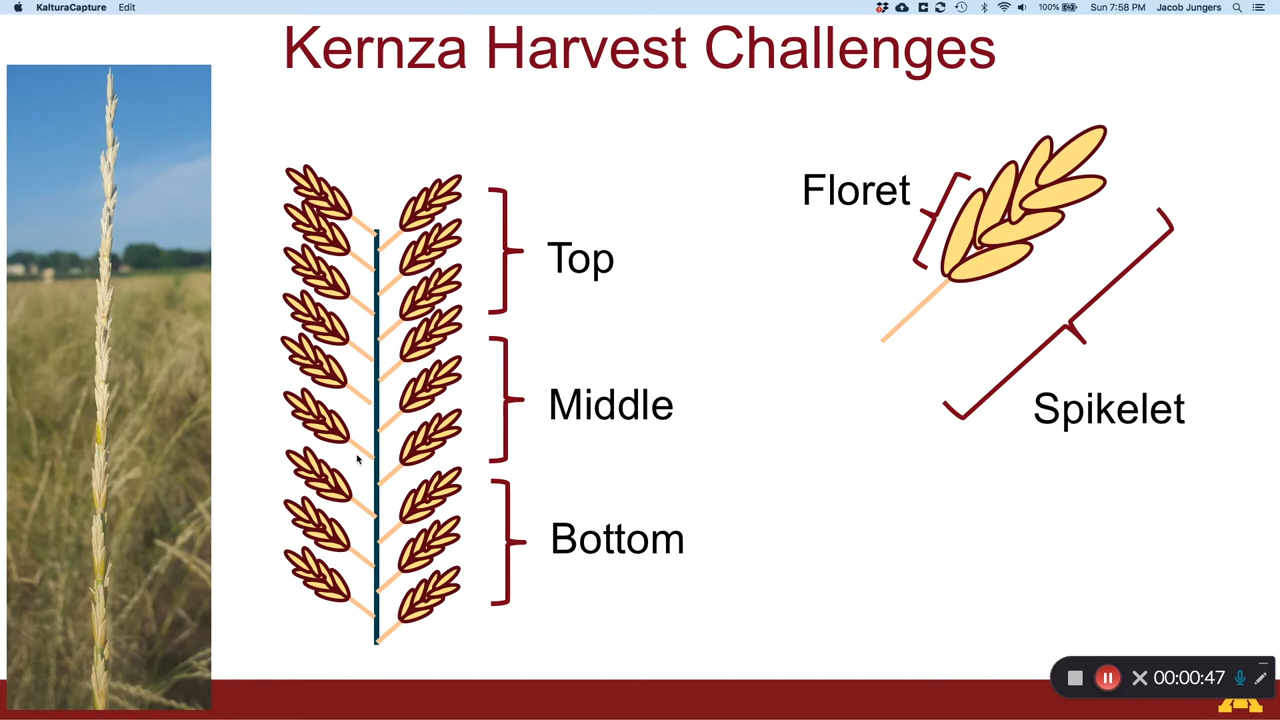 KalturaCapture Edit 100% Sun 7:58 PM Jacob Jungers
Kernza Harvest Challenges
Floret
Top
Middle
Spikelet
Bottom
00:00:47